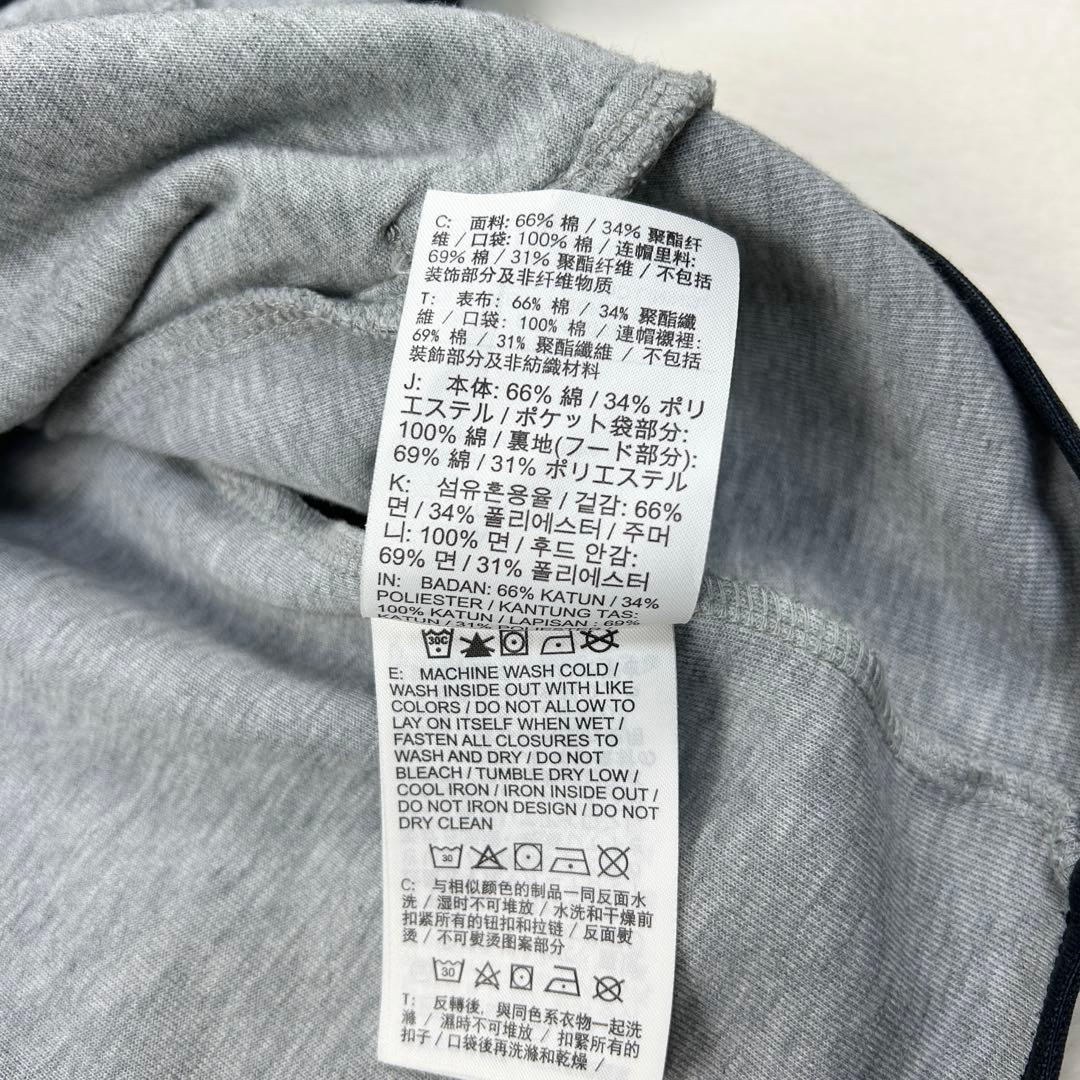 C: 面料: 66% 棉 / 34% 聚酯纤
维 / 口袋: 100% 棉 / 连帽里料:
69% 棉 / 31% 聚酯纤维 / 不包括
装饰部分及非纤维物质
T: 表布: 66% 棉 / 34% 聚酯纖
維 / 口袋: 100% 棉 / 連帽襯裡:
69% 棉 / 31% 聚酯纖維 / 不包括
裝飾部分及非紡織材料
J: 本体: 66% 綿 / 34% ポリ
エステル / ポケット袋部分:
100% 綿 / 裏地(フード部分):
69% 綿 / 31% ポリエステル
K: 섬유혼용율 / 겉감: 66%
면 / 34% 폴리에스터 / 주머
니: 100% 면 / 후드 안감:
69% 면 / 31% 폴리에스터
IN: BADAN: 66% KATUN / 34%
POLIESTER / KANTUNG TAS:
100% KATUN / LAPISAN : 69%
KATUN / 31% POLIESTER
30C
E: MACHINE WASH COLD /
WASH INSIDE OUT WITH LIKE
COLORS / DO NOT ALLOW TO
LAY ON ITSELF WHEN WET /
FASTEN ALL CLOSURES TO
WASH AND DRY / DO NOT
BLEACH / TUMBLE DRY LOW /
COOL IRON / IRON INSIDE OUT /
DO NOT IRON DESIGN / DO NOT
DRY CLEAN
30
C: 与相似颜色的制品一同反面水
洗 / 湿时不可堆放 / 水洗和干燥前
扣紧所有的钮扣和拉链 / 反面熨
烫 / 不可熨烫图案部分
30
T: 反轉後，與同色系衣物一起洗
滌 / 濕時不可堆放 / 扣緊所有的
扣子 / 口袋後再洗滌和乾燥 /